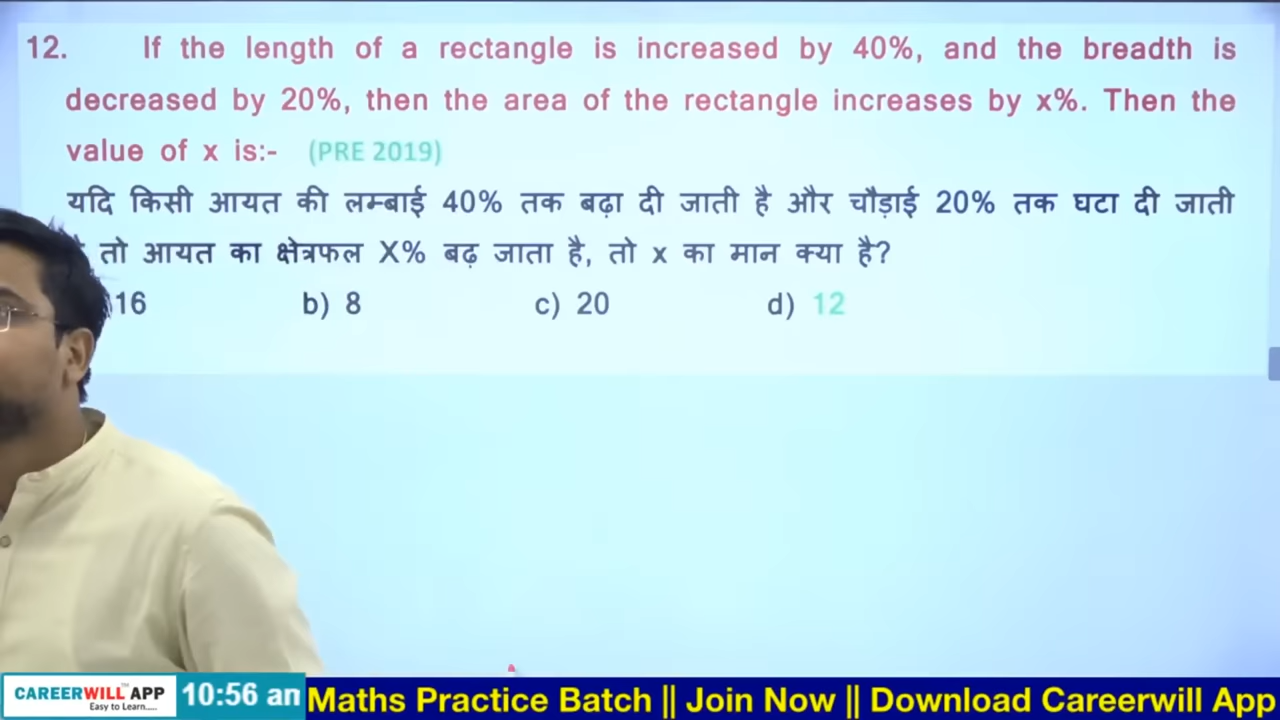 12. If the length of a rectangle is increased by 40%, and the breadth is
decreased by 20%, then the area of the rectangle increases by x%. Then the
value of x is:- (PRE 2019)
यदि किसी आयत की लम्बाई 40% तक बढ़ा दी जाती है और चौड़ाई 20% तक घटा दी जाती
तो आयत का क्षेत्रफल X% बढ़ जाता है, तो x का मान क्या है?
16 b) 8 c) 20 d) 12
CAREERWILL APP
Easy to Learn.....
10:56 am
Maths Practice Batch || Join Now || Download Careerwill App